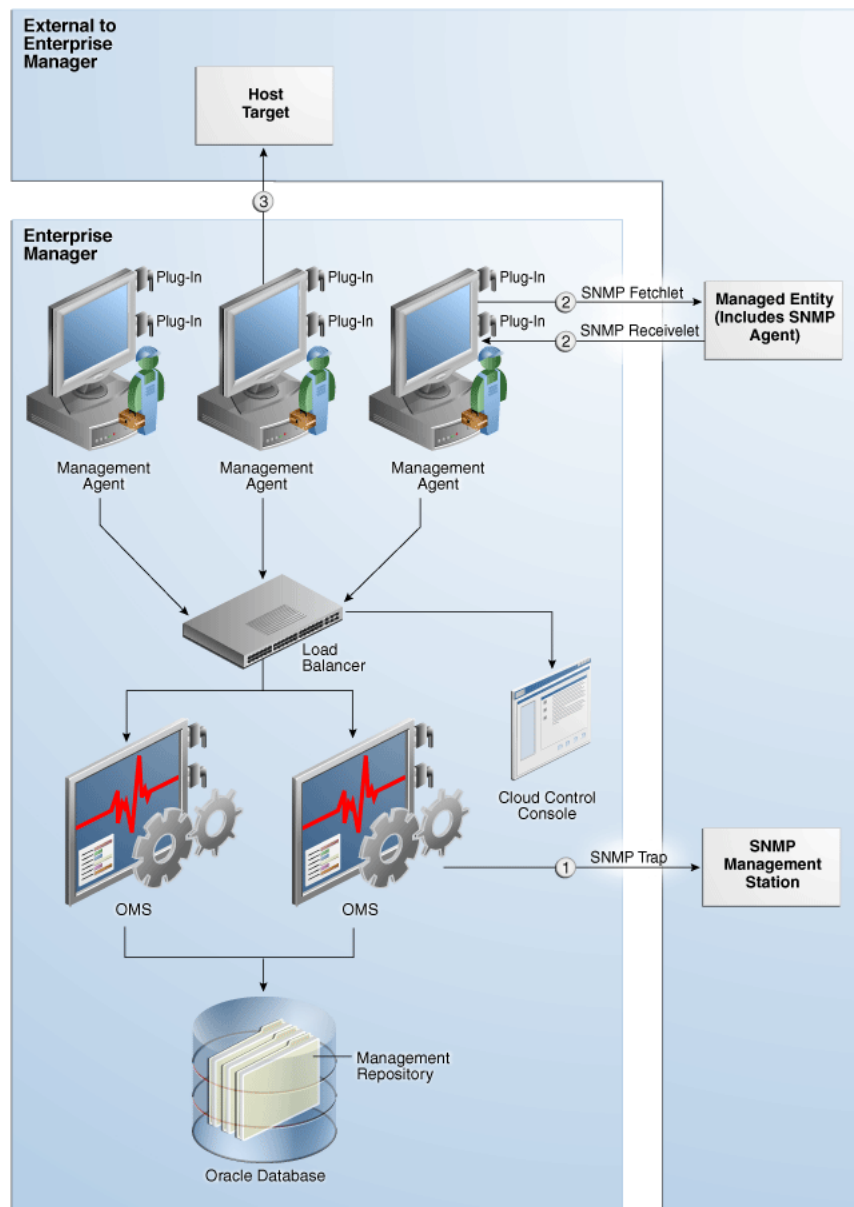 External to
Enterprise
Manager
Host
Target
3
Enterprise
Manager
Plug-In
Plug-In
Plug-In
Plug-In
Plug-In
Plug-In
2
SNMP Fetchlet
2
SNMP Receivelet
Managed Entity
(Includes SNMP
Agent)
Management
Agent
Management
Agent
Management
Agent
Load
Balancer
Cloud Control
Console
OMS
OMS
1
SNMP Trap
SNMP
Management
Station
Management
Repository
Oracle Database